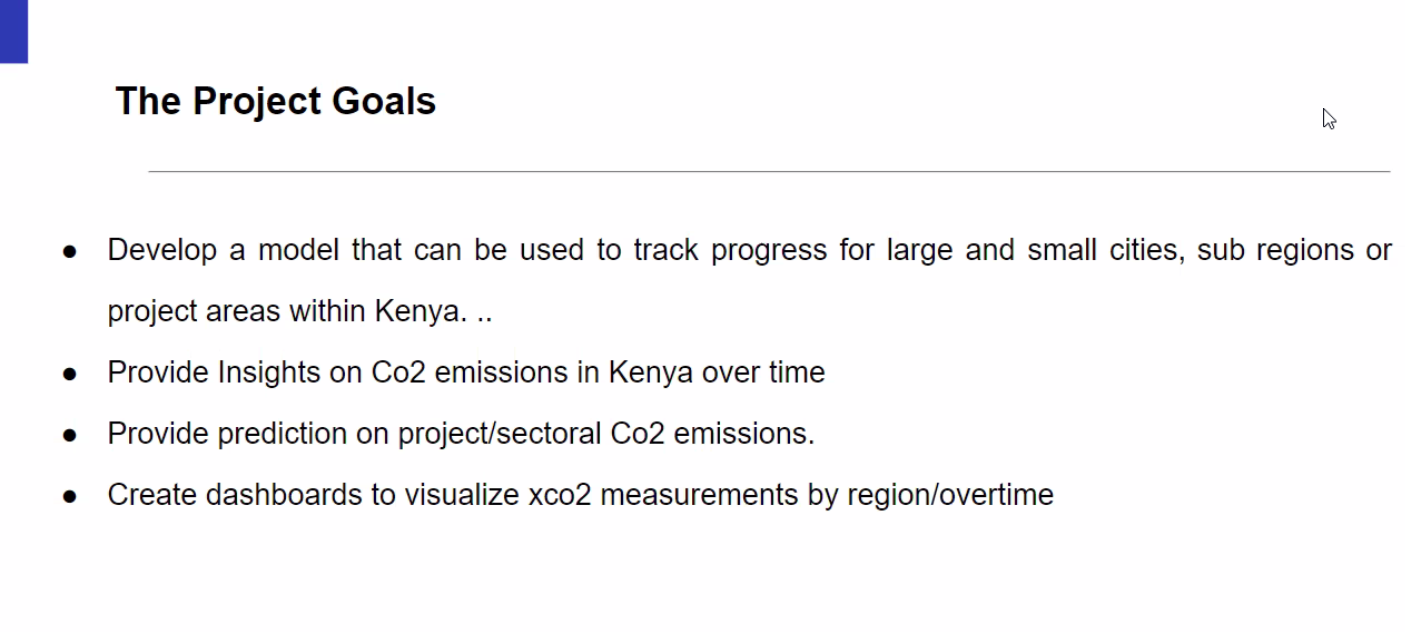 The Project Goals
● Develop a model that can be used to track progress for large and small cities, sub regions or
project areas within Kenya. ..
● Provide Insights on Co2 emissions in Kenya over time
● Provide prediction on project/sectoral Co2 emissions.
● Create dashboards to visualize xco2 measurements by region/overtime